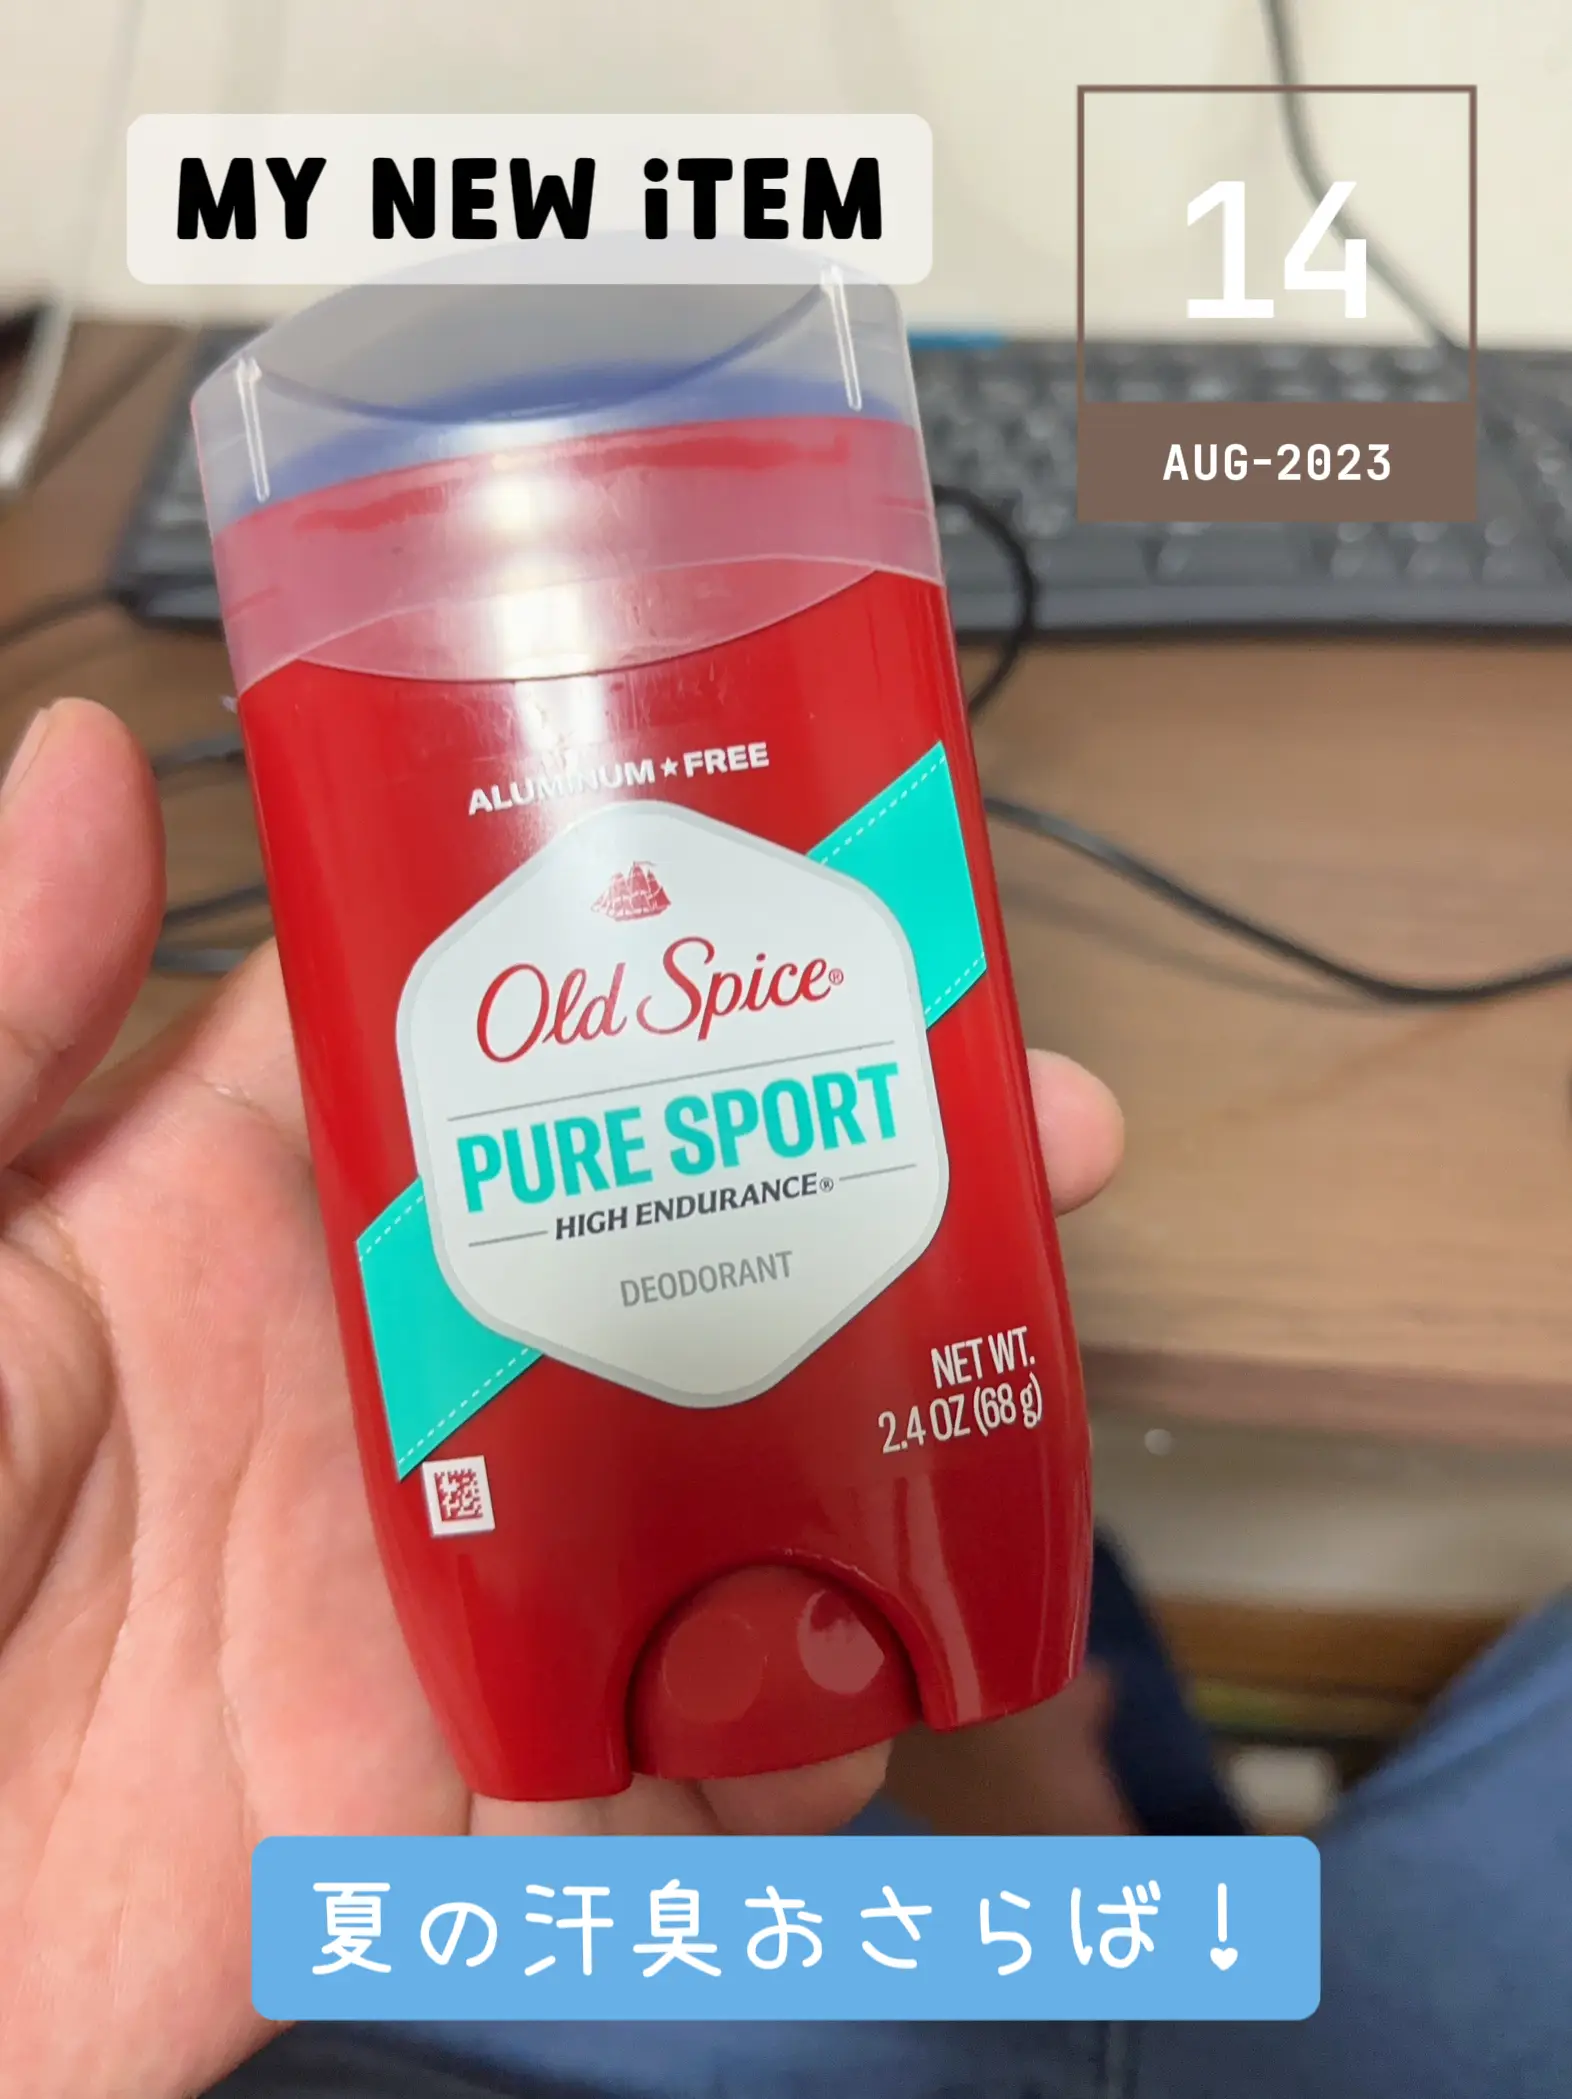 MY NEW iTEM
14
AUG-2023
ALUMINUM★FREE
Old Spice®
PURE SPORT
HIGH ENDURANCE®
DEODORANT
NET WT.
2.4 OZ (68 g)
夏の汗臭おさらば！